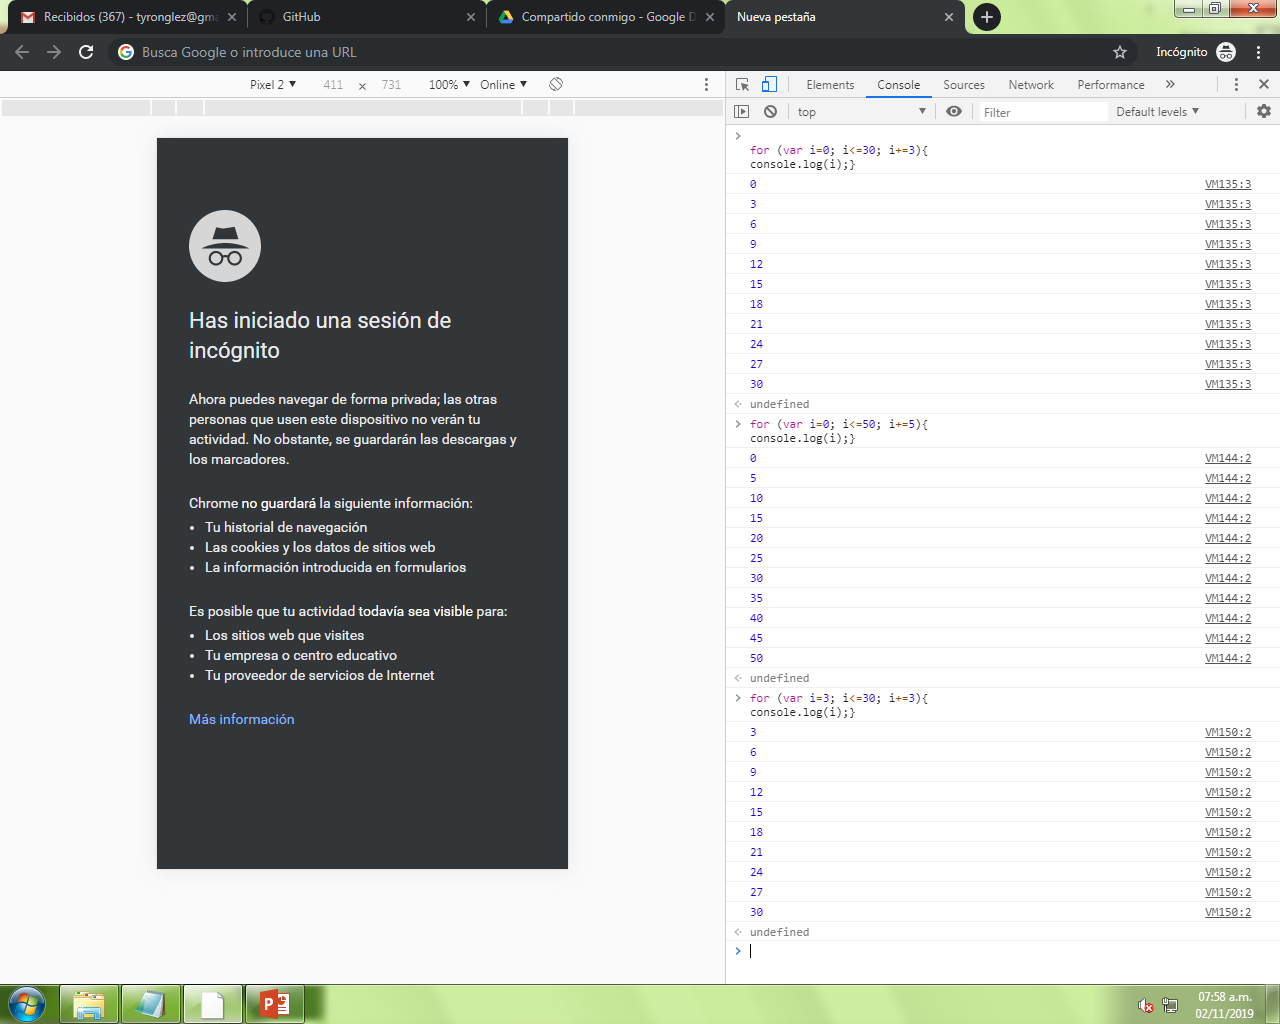 Recibidos (367) - tyronglez@gma
GitHub
Compartido conmigo - Google D
Nueva pestaña
Busca Google o introduce una URL
Incógnito
Pixel 2 ▼ 411 x 731 100% ▼ Online ▼
Elements Console Sources Network Performance »
top ▼ Filter Default levels ▼
Has iniciado una sesión de
incógnito
Ahora puedes navegar de forma privada; las otras
personas que usen este dispositivo no verán tu
actividad. No obstante, se guardarán las descargas y
los marcadores.
Chrome no guardará la siguiente información:
• Tu historial de navegación
• Las cookies y los datos de sitios web
• La información introducida en formularios
Es posible que tu actividad todavía sea visible para:
• Los sitios web que visites
• Tu empresa o centro educativo
• Tu proveedor de servicios de Internet
Más información
>
for (var i=0; i<=30; i+=3){
console.log(i);}
0 VM135:3
3 VM135:3
6 VM135:3
9 VM135:3
12 VM135:3
15 VM135:3
18 VM135:3
21 VM135:3
24 VM135:3
27 VM135:3
30 VM135:3
undefined
> for (var i=0; i<=50; i+=5){
console.log(i);}
0 VM144:2
5 VM144:2
10 VM144:2
15 VM144:2
20 VM144:2
25 VM144:2
30 VM144:2
35 VM144:2
40 VM144:2
45 VM144:2
50 VM144:2
undefined
> for (var i=3; i<=30; i+=3){
console.log(i);}
3 VM150:2
6 VM150:2
9 VM150:2
12 VM150:2
15 VM150:2
18 VM150:2
21 VM150:2
24 VM150:2
27 VM150:2
30 VM150:2
undefined
>
07:58 a.m.
02/11/2019